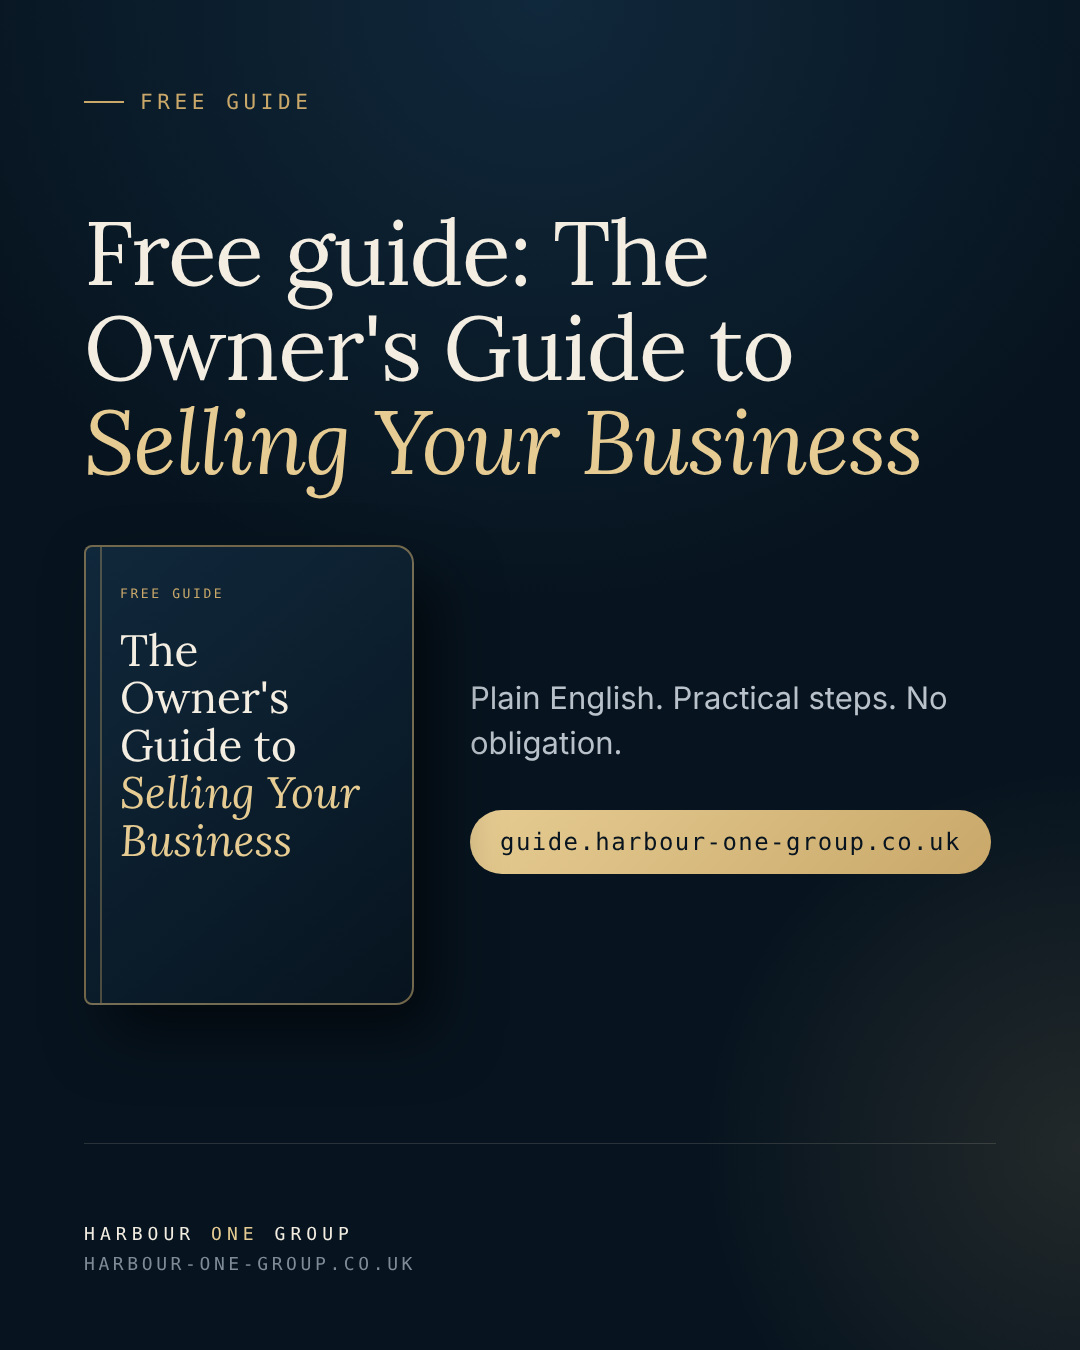 FREE GUIDE
Free guide: The
Owner's Guide to
Selling Your Business
FREE GUIDE
The
Owner's
Guide to
Selling Your
Business
Plain English. Practical steps. No
obligation.
guide.harbour-one-group.co.uk
HARBOUR ONE GROUP
HARBOUR-ONE-GROUP.CO.UK